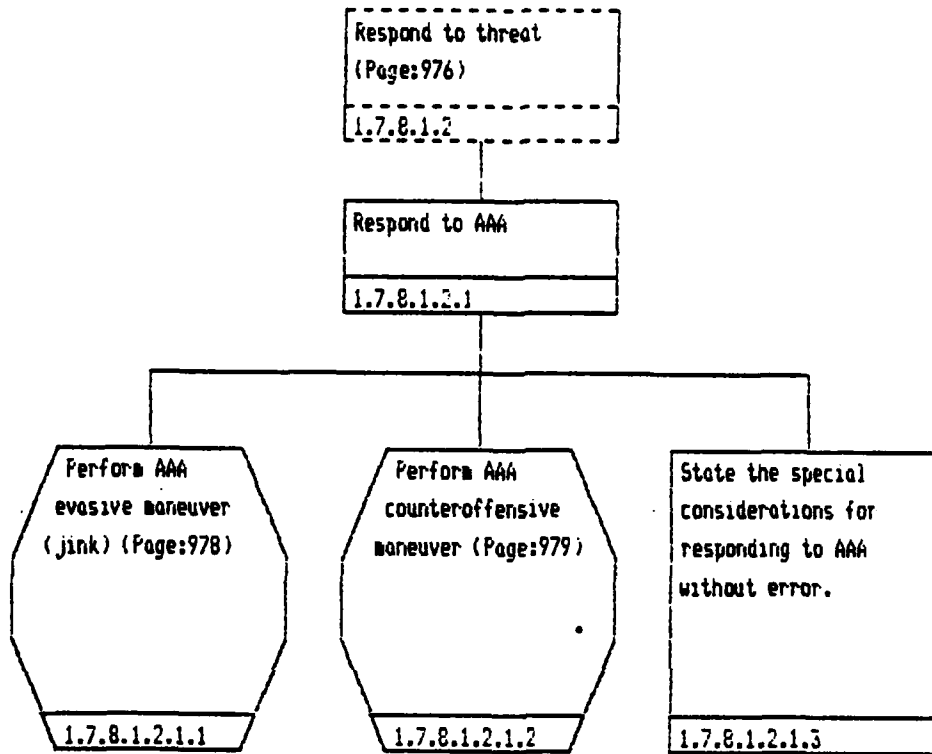 Respond to threat
(Page:976)
1.7.8.1.2
Respond to AAA
1.7.8.1.2.1
Perform AAA
evasive maneuver
(jink) (Page:978)
1.7.8.1.2.1.1
Perform AAA
counteroffensive
maneuver (Page:979)
1.7.8.1.2.1.2
State the special
considerations for
responding to AAA
without error.
1.7.8.1.2.1.3